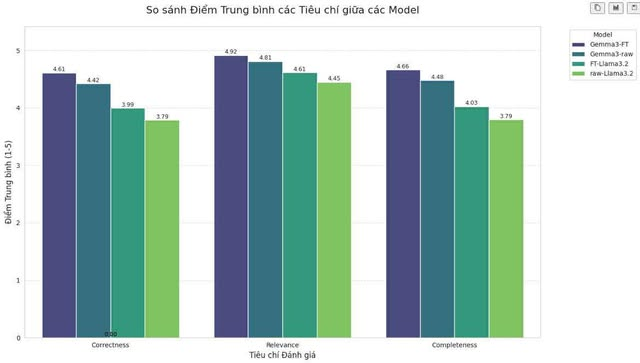 So sánh Điểm Trung bình các Tiêu chí giữa các Model
Model
Gemma3-FT
Gemma3-raw
FT-Llama3.2
raw-Llama3.2
Điểm Trung bình (1-5)
5
4
3
2
1
0
4.61
4.42
3.99
3.79
0.00
4.92
4.81
4.61
4.45
4.66
4.48
4.03
3.79
Correctness
Relevance
Completeness
Tiêu chí Đánh giá